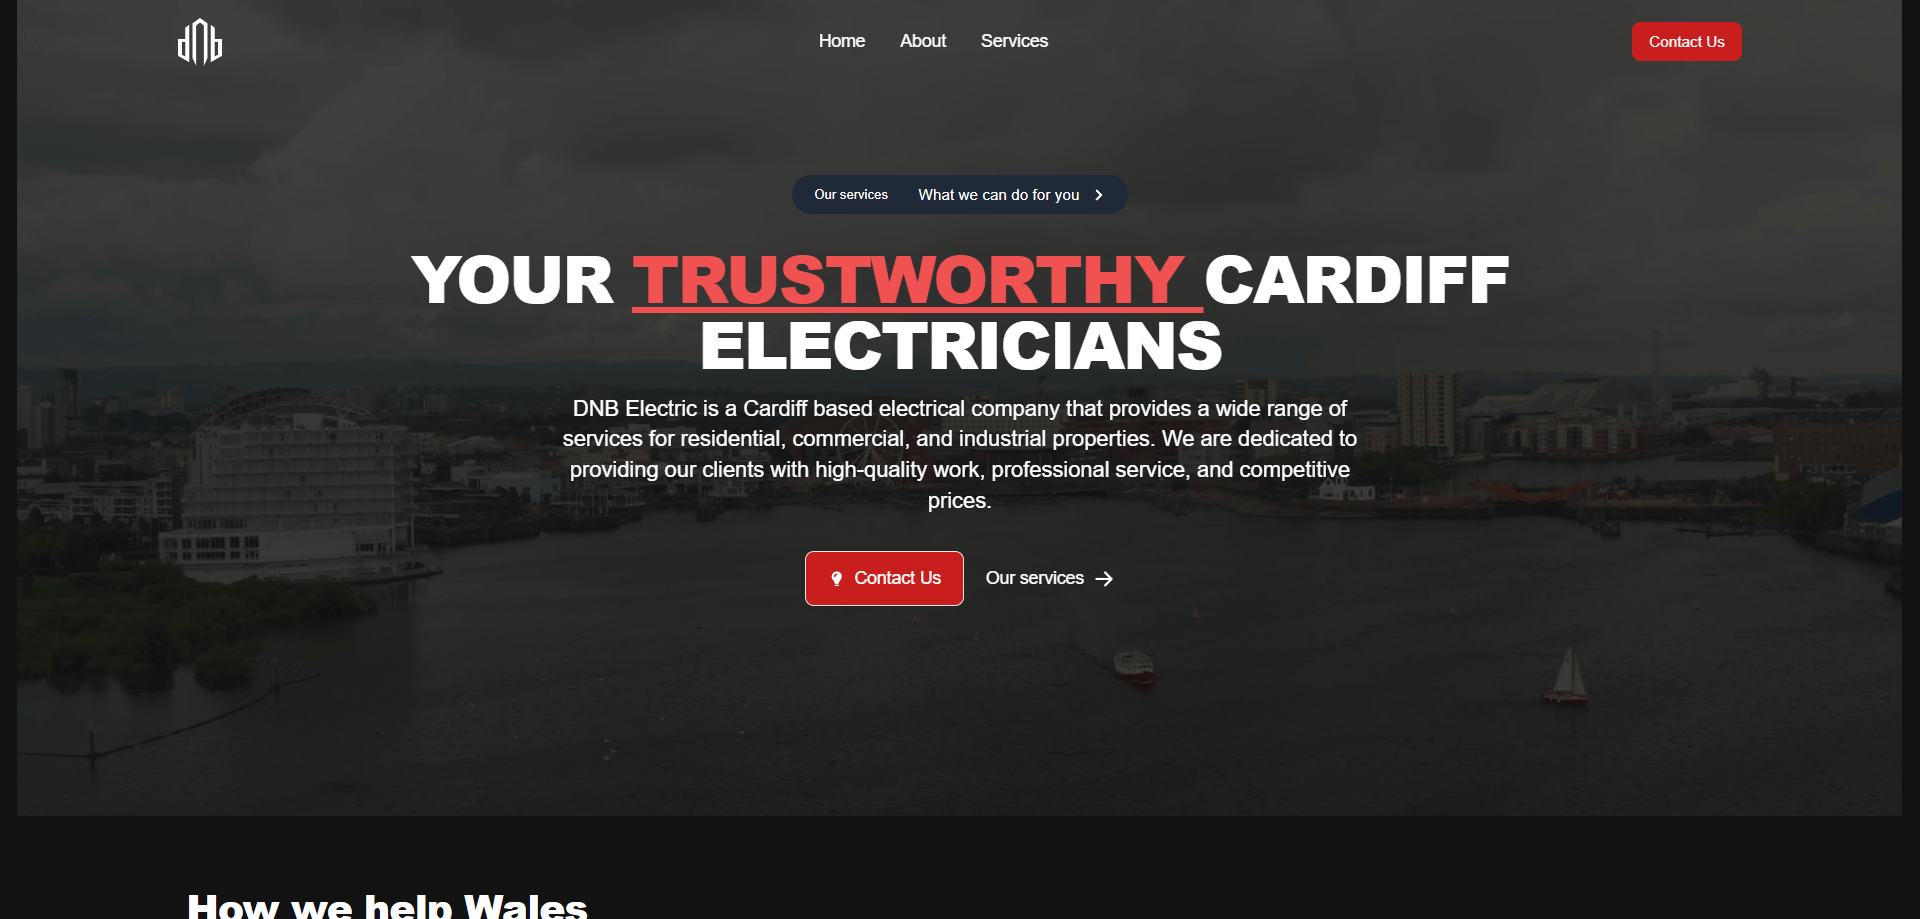 dnb
Home About Services
Contact Us
Our services What we can do for you
YOUR TRUSTWORTHY CARDIFF
ELECTRICIANS
DNB Electric is a Cardiff based electrical company that provides a wide range of
services for residential, commercial, and industrial properties. We are dedicated to
providing our clients with high-quality work, professional service, and competitive
prices.
Contact Us
Our services
How we help Wales